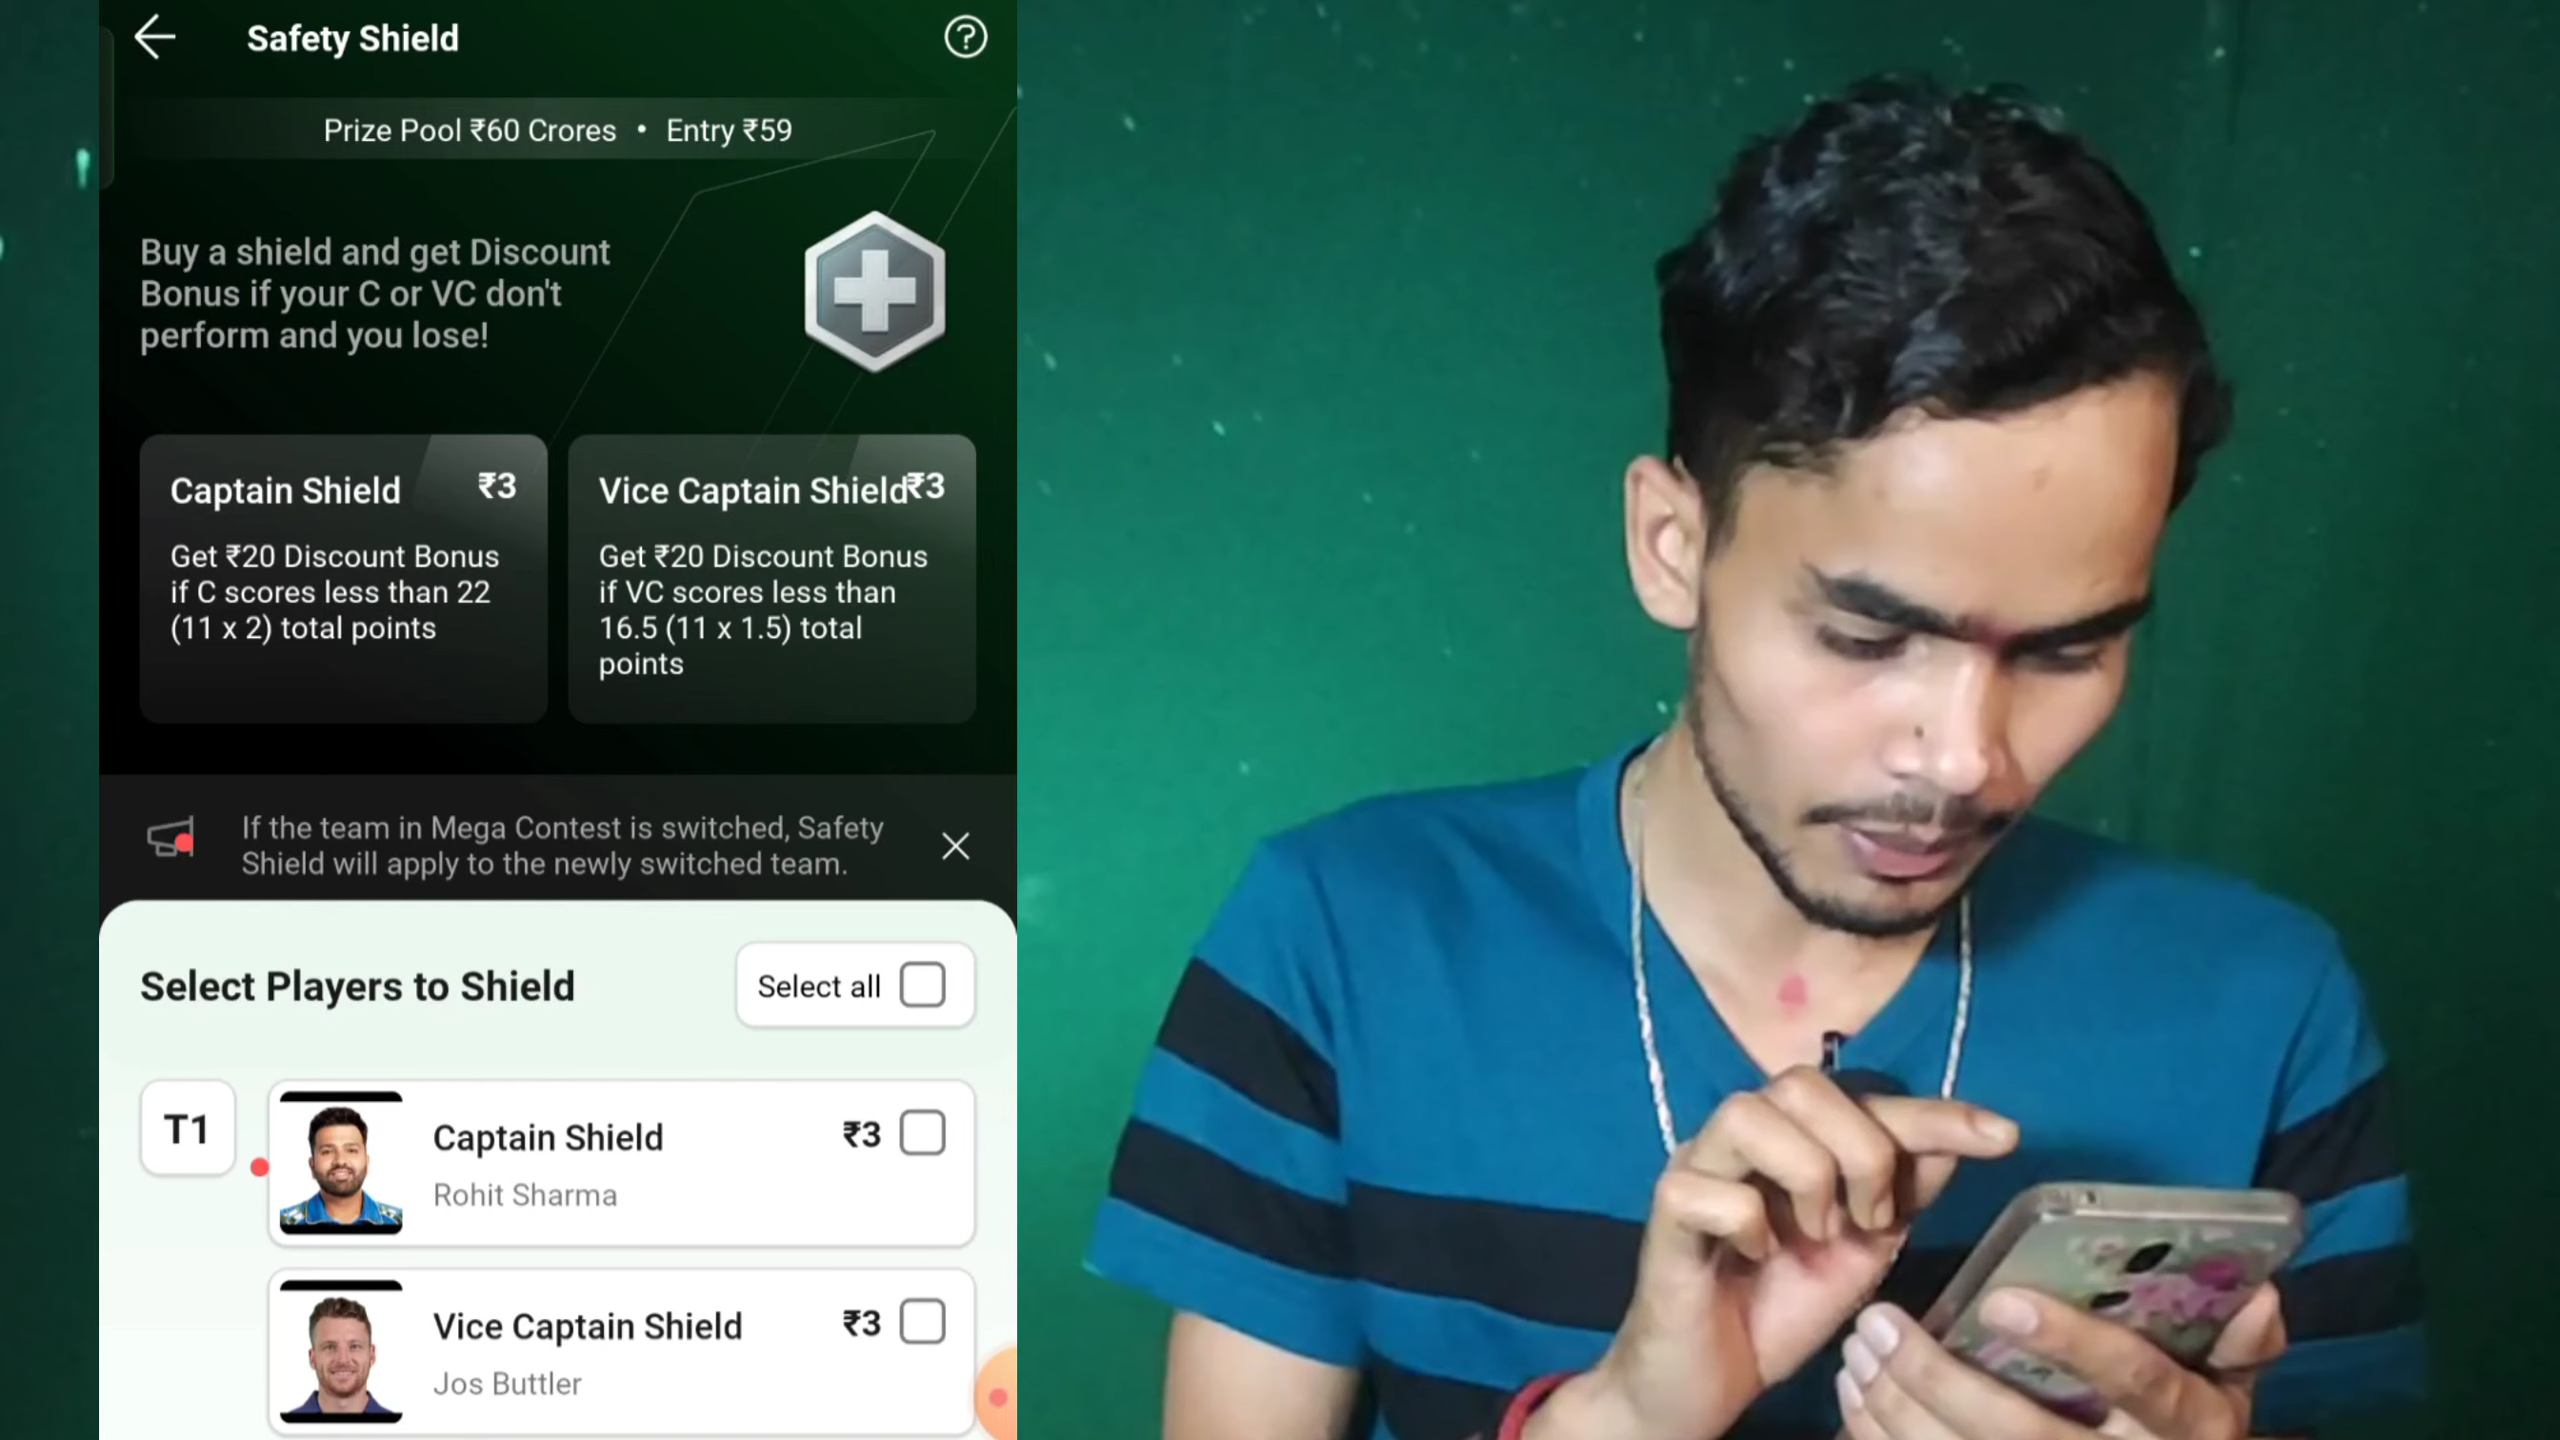 Safety Shield
Prize Pool ₹60 Crores • Entry ₹59
Buy a shield and get Discount
Bonus if your C or VC don't
perform and you lose!
Captain Shield ₹3
Get ₹20 Discount Bonus
if C scores less than 22
(11 x 2) total points
Vice Captain Shield ₹3
Get ₹20 Discount Bonus
if VC scores less than
16.5 (11 x 1.5) total
points
If the team in Mega Contest is switched, Safety
Shield will apply to the newly switched team.
Select Players to Shield
Select all
T1
Captain Shield ₹3
Rohit Sharma
Vice Captain Shield ₹3
Jos Buttler